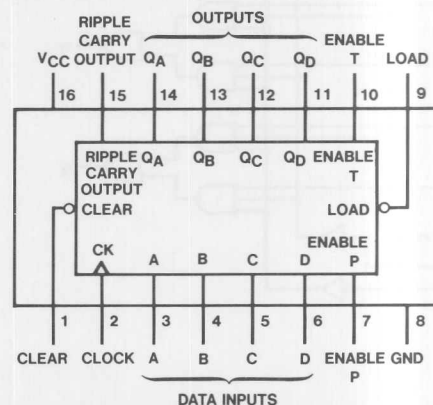 OUTPUTS
RIPPLE
CARRY
OUTPUT
VCC
QA
QB
QC
QD
ENABLE
T
LOAD
16
15
14
13
12
11
10
9
RIPPLE
CARRY
OUTPUT
QA
QB
QC
QD
ENABLE
T
CLEAR
LOAD
CK
A
B
C
D
ENABLE
P
1
2
3
4
5
6
7
8
CLEAR
CLOCK
A
B
C
D
ENABLE
P
GND
DATA INPUTS